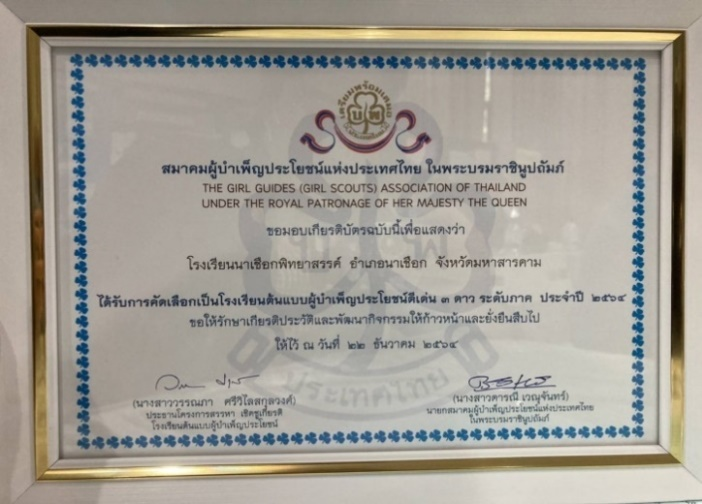 เตรียมพร้อมเสมอ
บ พ
สมาคมผู้บำเพ็ญประโยชน์แห่งประเทศไทย ในพระบรมราชินูปถัมภ์
THE GIRL GUIDES (GIRL SCOUTS) ASSOCIATION OF THAILAND
UNDER THE ROYAL PATRONAGE OF HER MAJESTY THE QUEEN
ขอมอบเกียรติบัตรฉบับนี้เพื่อแสดงว่า
โรงเรียนนาเชือกพิทยาสรรค์ อำเภอนาเชือก จังหวัดมหาสารคาม
ได้รับการคัดเลือกเป็นโรงเรียนต้นแบบผู้บำเพ็ญประโยชน์ดีเด่น ๓ ดาว ระดับภาค ประจำปี ๒๕๖๔
ขอให้รักษาเกียรติประวัติและพัฒนากิจกรรมให้ก้าวหน้าและยั่งยืนสืบไป
ให้ไว้ ณ วันที่ ๒๒ ธันวาคม ๒๕๖๔
ประเทศไทย
(นางสาววรรณภา ศรีวิไลสกุลวงศ์)
ประธานโครงการสรรหา เชิดชูเกียรติ
โรงเรียนต้นแบบผู้บำเพ็ญประโยชน์
(นางสาวดารณี เวณุจันทร์)
นายกสมาคมผู้บำเพ็ญประโยชน์แห่งประเทศไทย
ในพระบรมราชินูปถัมภ์